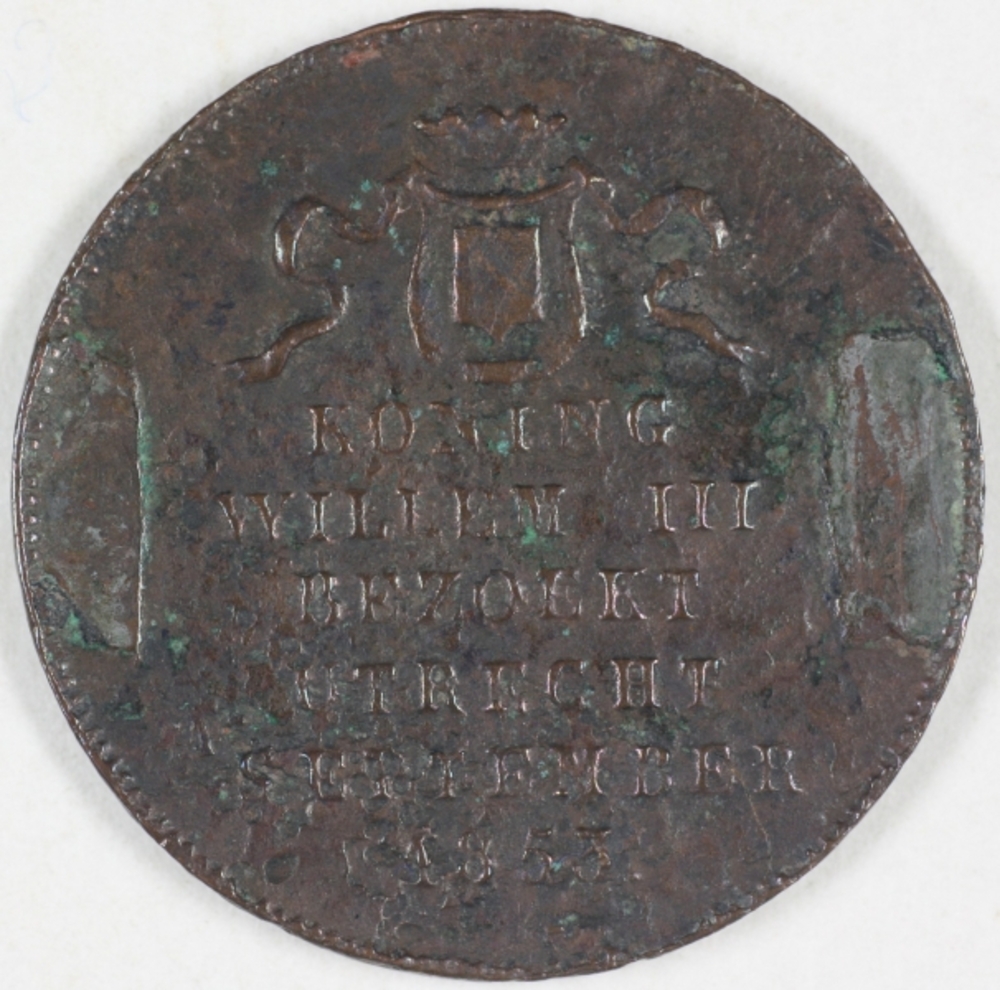 KONING
WILLEM III
BEZOEKT
UTRECHT
SEPTEMBER
1853.